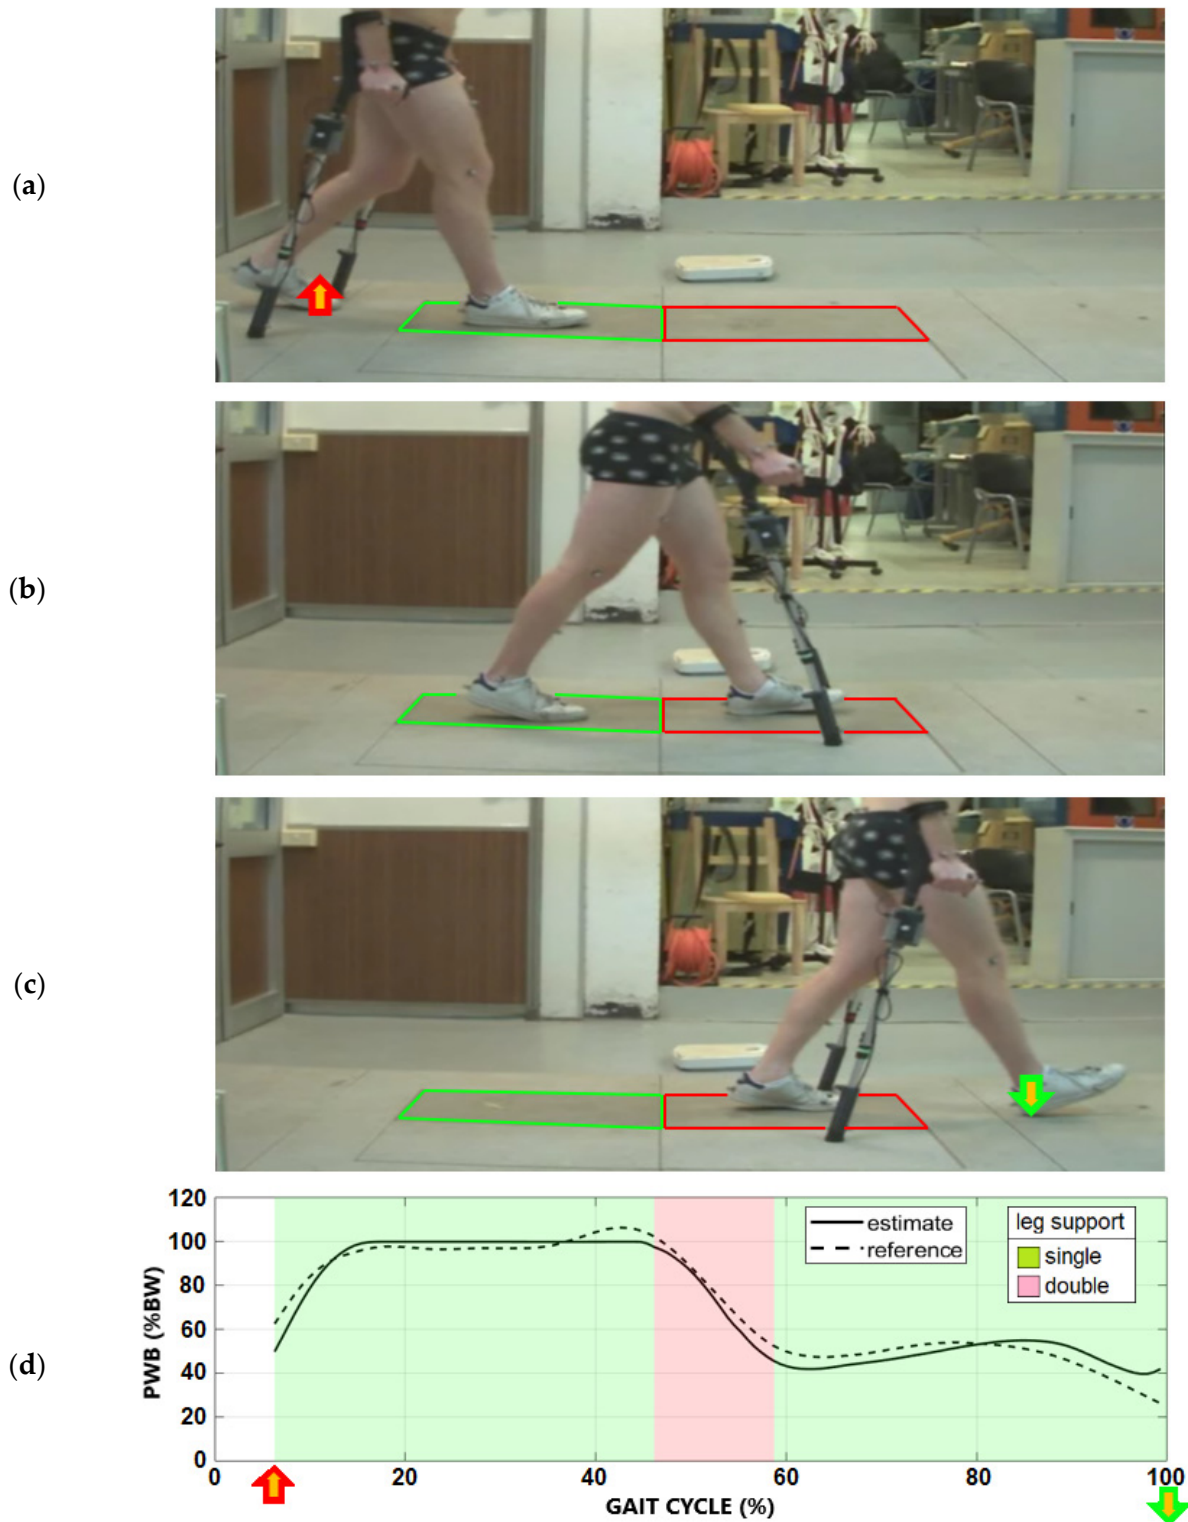 (a)
(b)
(c)
(d)
PWB (%BW)
120
100
80
60
40
20
0
estimate
reference
leg support
single
double
0 20 40 60 80 100
GAIT CYCLE (%)